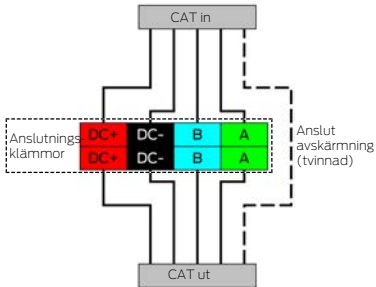 CAT in
Anslutnings
klämmor
DC+ DC- B A
DC+ DC- B A
Anslut
avskärmning
(tvinnad)
CAT ut